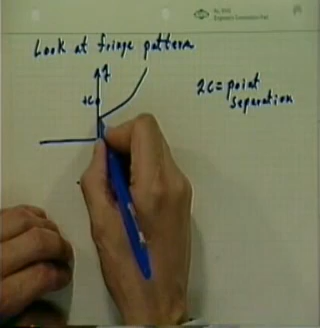 Look at fringe pattern
y
+c
2c = point
separation